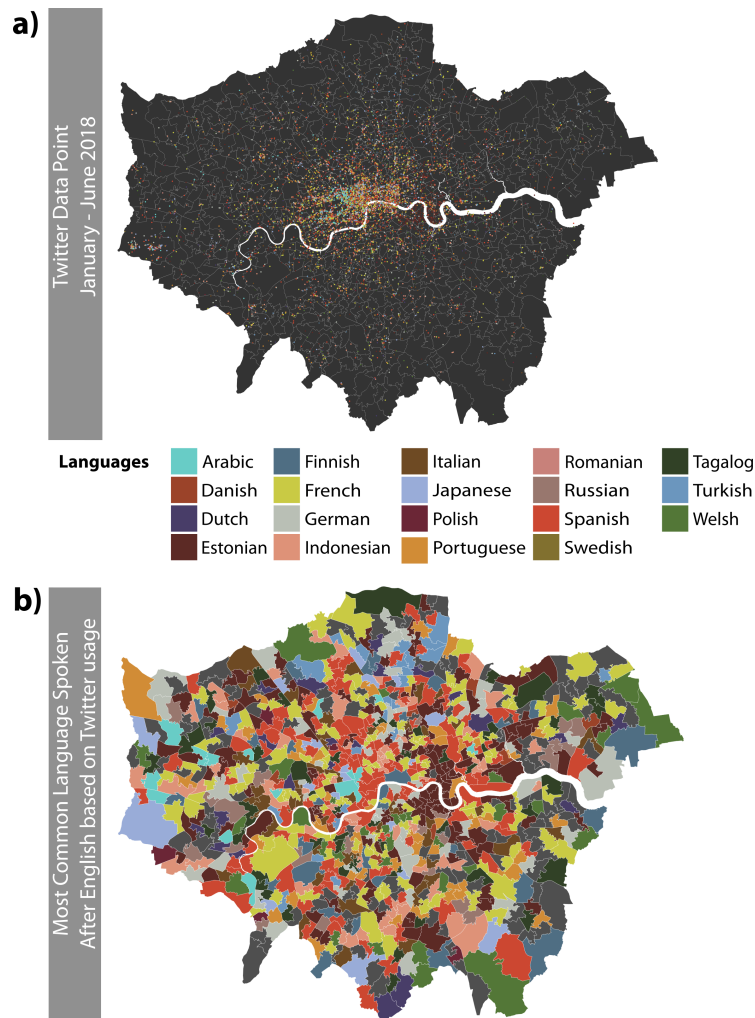 a)
Twitter Data Point
January - June 2018
Languages
Arabic
Danish
Dutch
Estonian
Finnish
French
German
Indonesian
Italian
Japanese
Polish
Portuguese
Romanian
Russian
Spanish
Swedish
Tagalog
Turkish
Welsh
b)
Most Common Language Spoken
After English based on Twitter usage